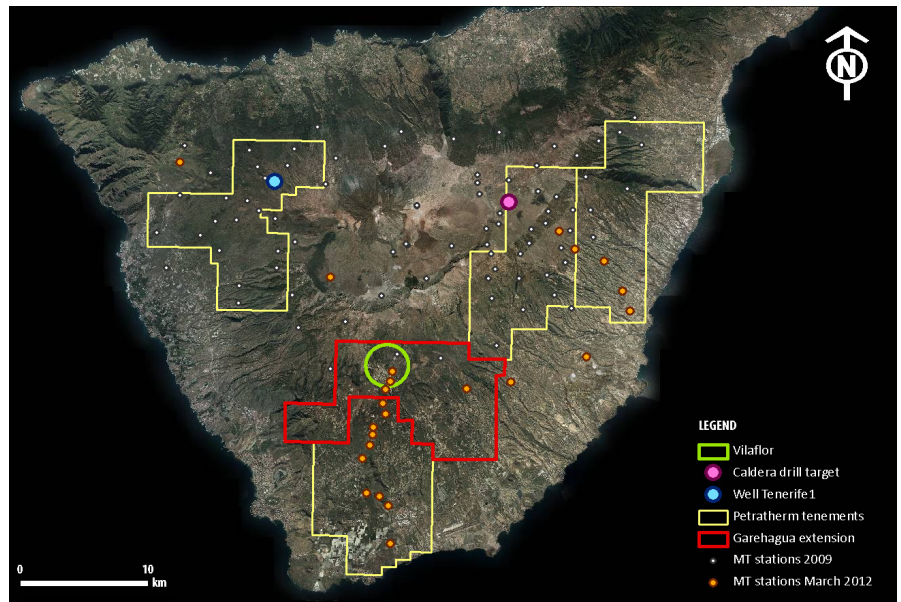 N
LEGEND
Vilaflor
Caldera drill target
Well Tenerife1
Petratherm tenements
Garehagua extension
MT stations 2009
MT stations March 2012
0 10
km